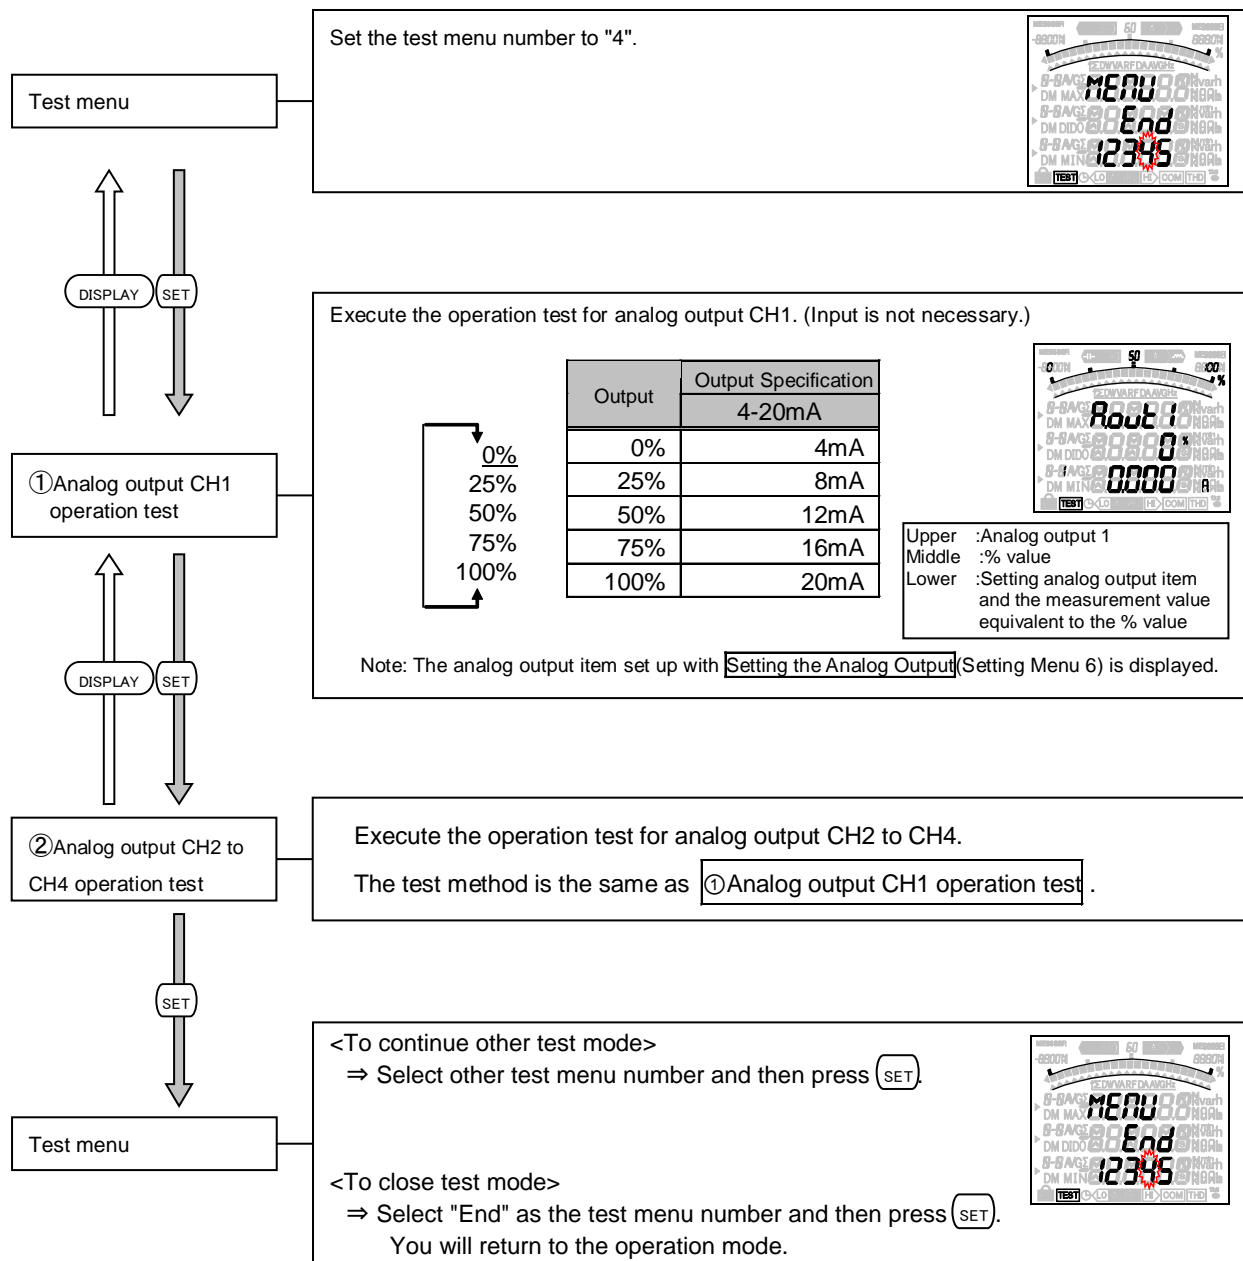 Set the test menu number to "4".
Test menu
MENU
End
12345
TEST
DISPLAY SET
Execute the operation test for analog output CH1. (Input is not necessary.)
①Analog output CH1
operation test
0%
25%
50%
75%
100%
Output Output Specification
4-20mA
0% 4mA
25% 8mA
50% 12mA
75% 16mA
100% 20mA
0 50 100 %
A.out 1
0 %
1 0.000 A
TEST
Upper :Analog output 1
Middle :% value
Lower :Setting analog output item
and the measurement value
equivalent to the % value
Note: The analog output item set up with Setting the Analog Output(Setting Menu 6) is displayed.
DISPLAY SET
②Analog output CH2 to
CH4 operation test
Execute the operation test for analog output CH2 to CH4.
The test method is the same as ①Analog output CH1 operation test .
SET
Test menu
<To continue other test mode>
⇒ Select other test menu number and then press SET.
<To close test mode>
⇒ Select "End" as the test menu number and then press SET.
You will return to the operation mode.
MENU
End
12345
TEST